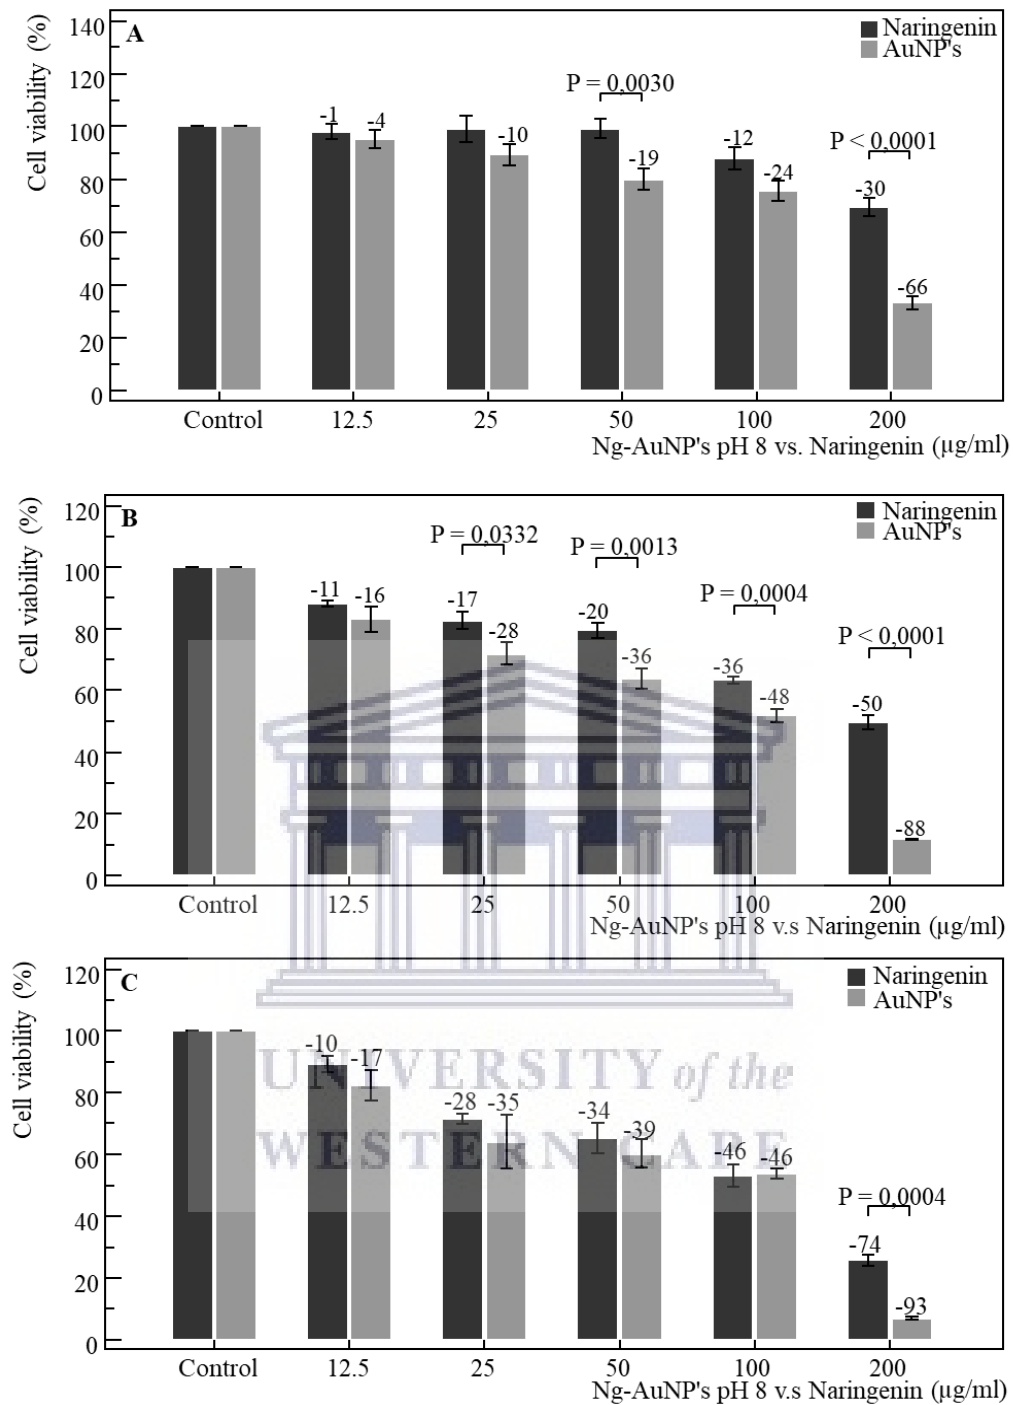 A
Naringenin
AuNP's
Cell viability (%)
140
120
100
80
60
40
20
0
P = 0,0030
P < 0,0001
-1
-4
-10
-19
-12
-24
-30
-66
Control 12.5 25 50 100 200
Ng-AuNP's pH 8 vs. Naringenin (µg/ml)
B
Naringenin
AuNP's
Cell viability (%)
120
100
80
60
40
20
0
P = 0,0332
P = 0,0013
P = 0,0004
P < 0,0001
-11
-16
-17
-28
-20
-36
-36
-48
-50
-88
Control 12.5 25 50 100 200
Ng-AuNP's pH 8 v.s Naringenin (µg/ml)
C
Naringenin
AuNP's
Cell viability (%)
120
100
80
60
40
20
0
P = 0,0004
-10
-17
-28
-35
-34
-39
-46
-46
-74
-93
UNIVERSITY of the
WESTERN CAPE
Control 12.5 25 50 100 200
Ng-AuNP's pH 8 v.s Naringenin (µg/ml)